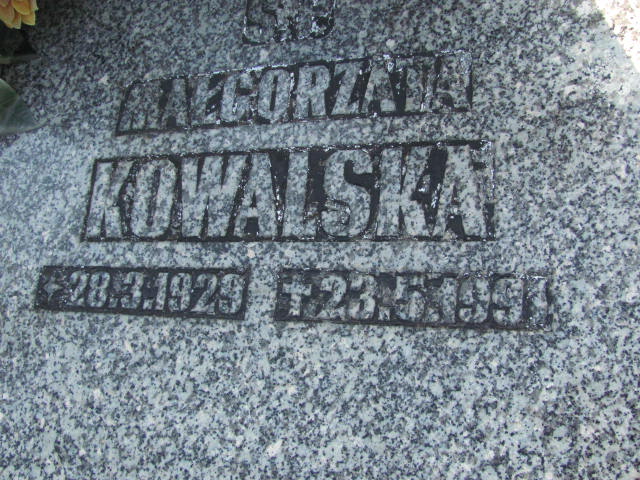 MAŁGORZATA
KOWALSKA
* 28.3.1929 † 23.5.1991